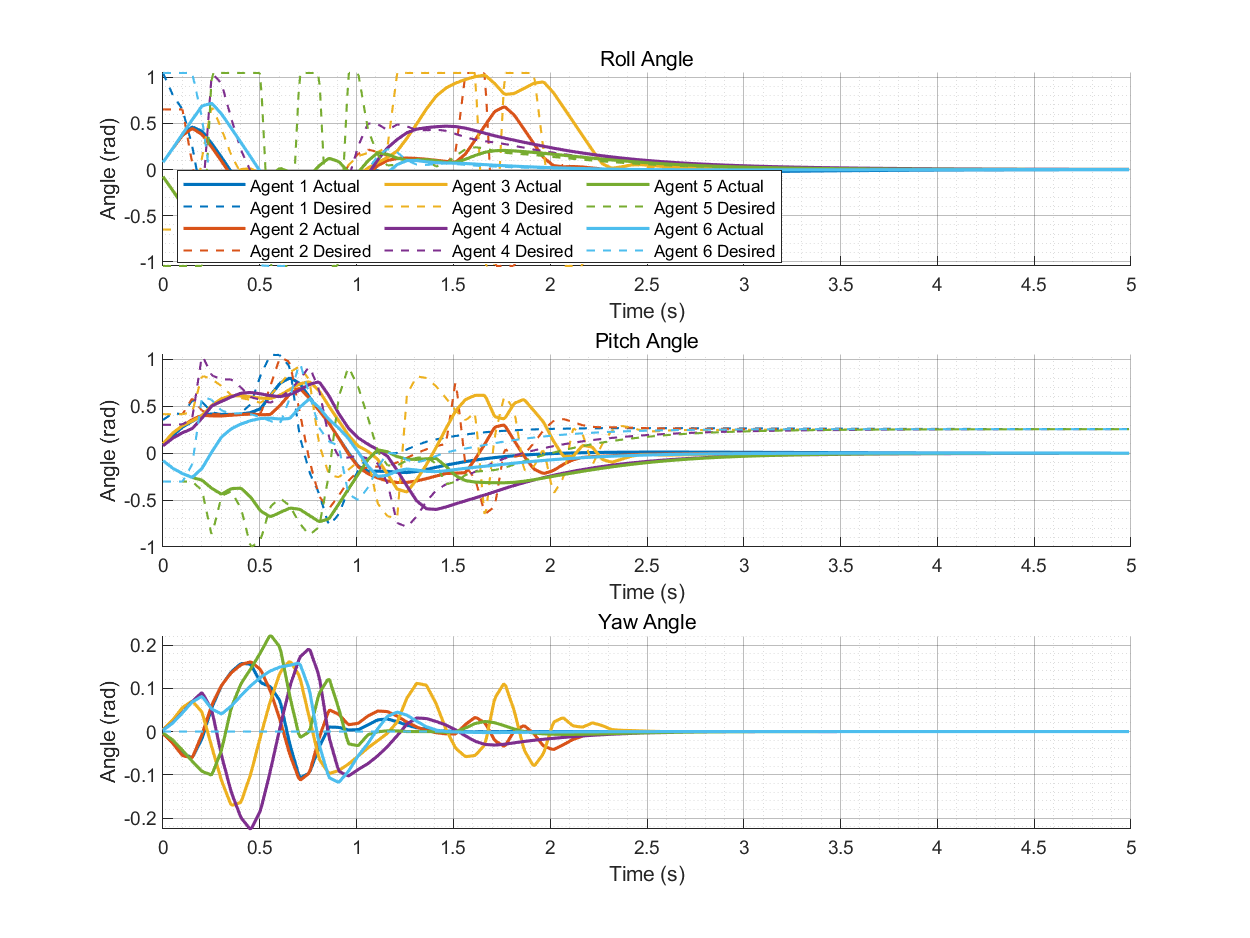 Roll Angle
1
0.5
0
-0.5
-1
Angle (rad)
Agent 1 Actual
Agent 1 Desired
Agent 2 Actual
Agent 2 Desired
Agent 3 Actual
Agent 3 Desired
Agent 4 Actual
Agent 4 Desired
Agent 5 Actual
Agent 5 Desired
Agent 6 Actual
Agent 6 Desired
0 0.5 1 1.5 2 2.5 3 3.5 4 4.5 5
Time (s)
Pitch Angle
1
0.5
0
-0.5
-1
Angle (rad)
0 0.5 1 1.5 2 2.5 3 3.5 4 4.5 5
Time (s)
Yaw Angle
0.2
0.1
0
-0.1
-0.2
Angle (rad)
0 0.5 1 1.5 2 2.5 3 3.5 4 4.5 5
Time (s)